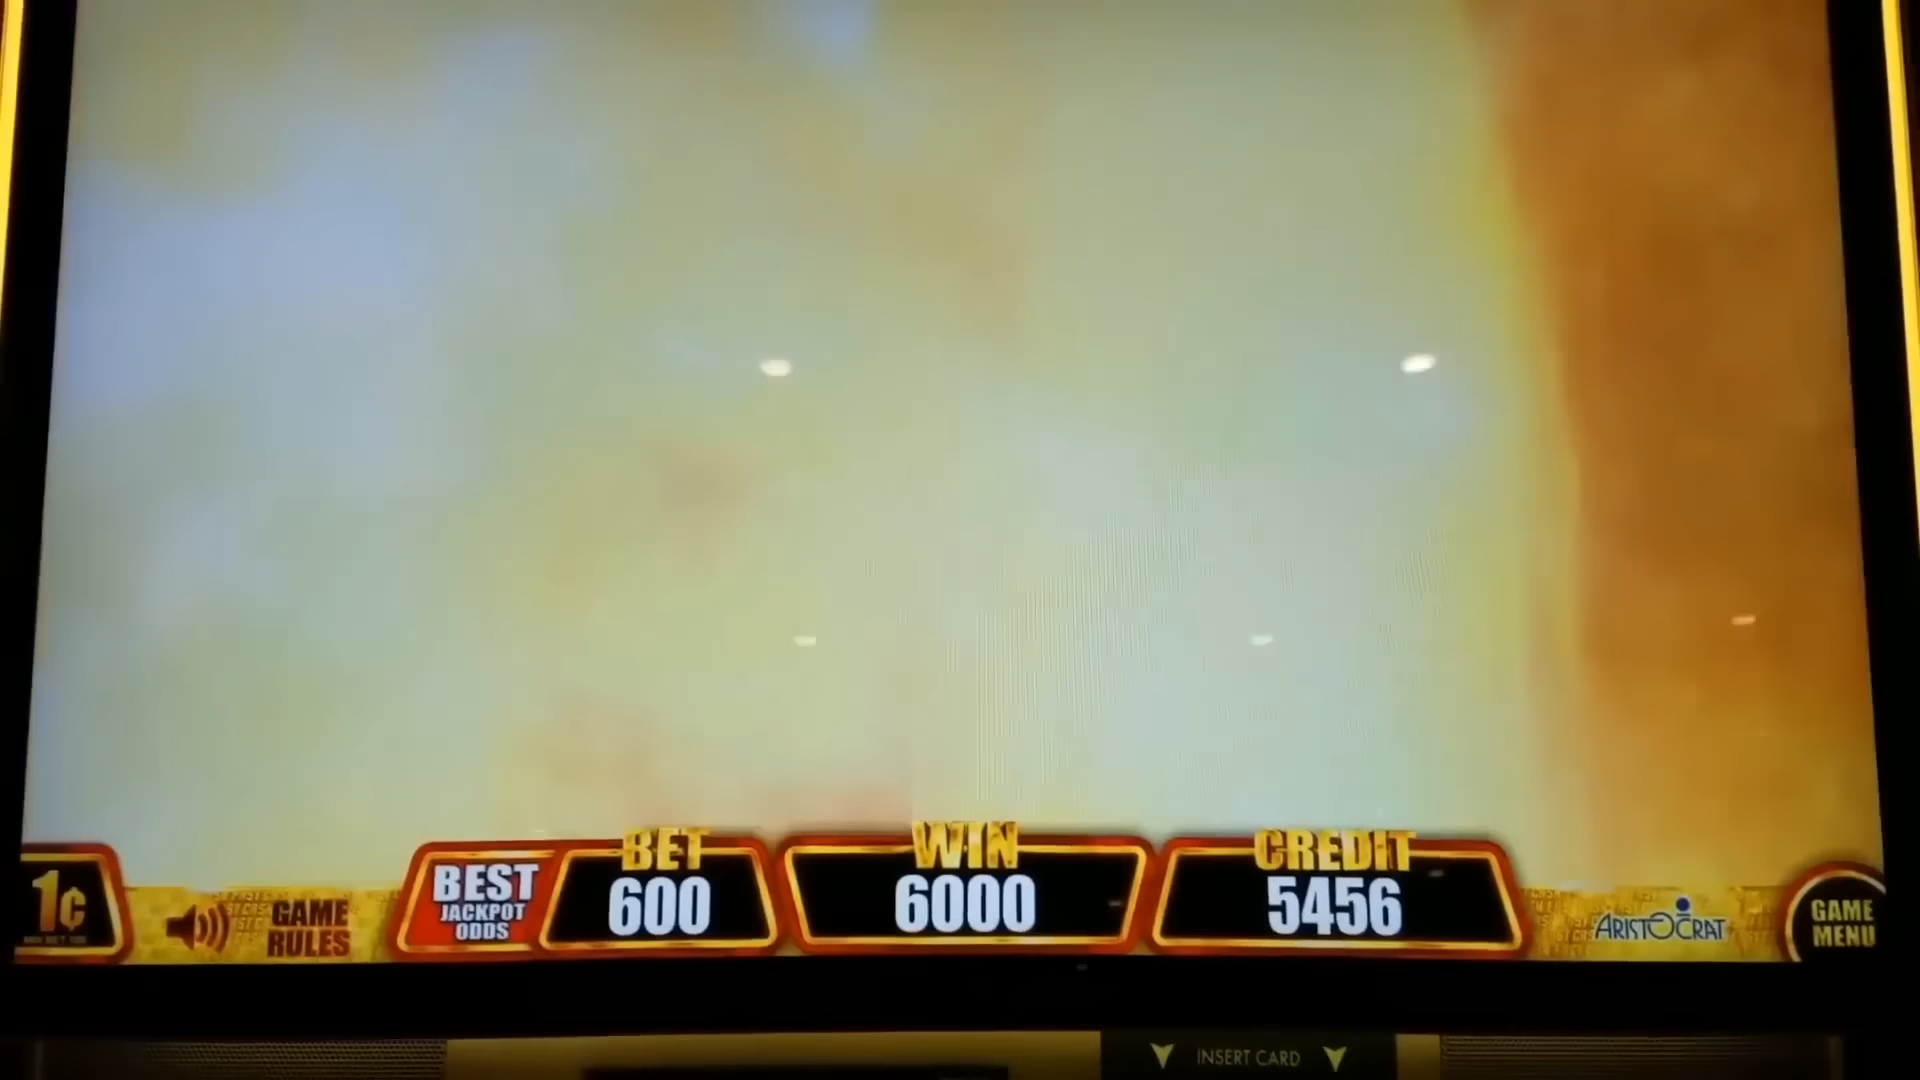 1¢
GAME
RULES
BEST
JACKPOT
ODDS
BET
600
WIN
6000
CREDIT
5456
ARISTOCRAT
GAME
MENU
INSERT CARD